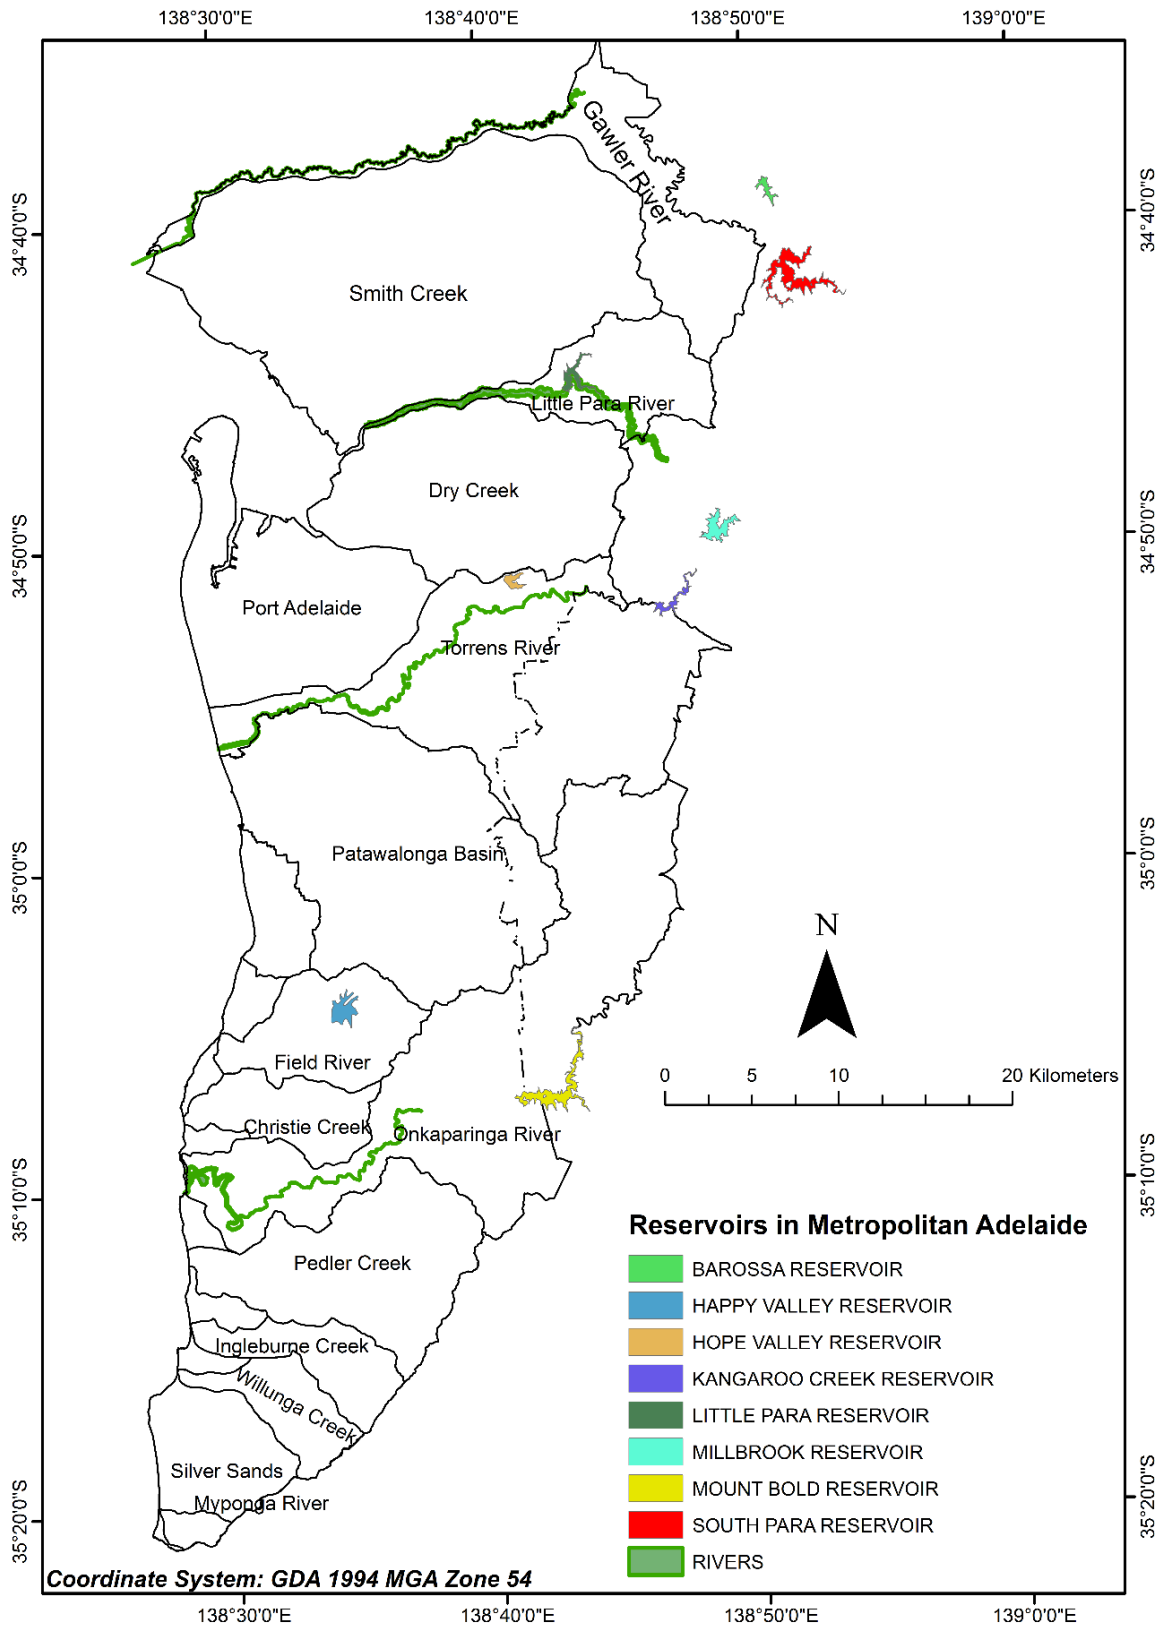 138°30'0"E 138°40'0"E 138°50'0"E 139°0'0"E
Gawler River
34°40'0"S
34°40'0"S
Smith Creek
Little Para River
Dry Creek
34°50'0"S
34°50'0"S
Port Adelaide
Torrens River
Patawalonga Basin
35°0'0"S
35°0'0"S
N
Field River
0 5 10 20 Kilometers
Christie Creek
Onkaparinga River
35°10'0"S
35°10'0"S
Pedler Creek
Ingleburne Creek
Willunga Creek
Silver Sands
Myponga River
35°20'0"S
35°20'0"S
Reservoirs in Metropolitan Adelaide
BAROSSA RESERVOIR
HAPPY VALLEY RESERVOIR
HOPE VALLEY RESERVOIR
KANGAROO CREEK RESERVOIR
LITTLE PARA RESERVOIR
MILLBROOK RESERVOIR
MOUNT BOLD RESERVOIR
SOUTH PARA RESERVOIR
RIVERS
Coordinate System: GDA 1994 MGA Zone 54
138°30'0"E 138°40'0"E 138°50'0"E 139°0'0"E